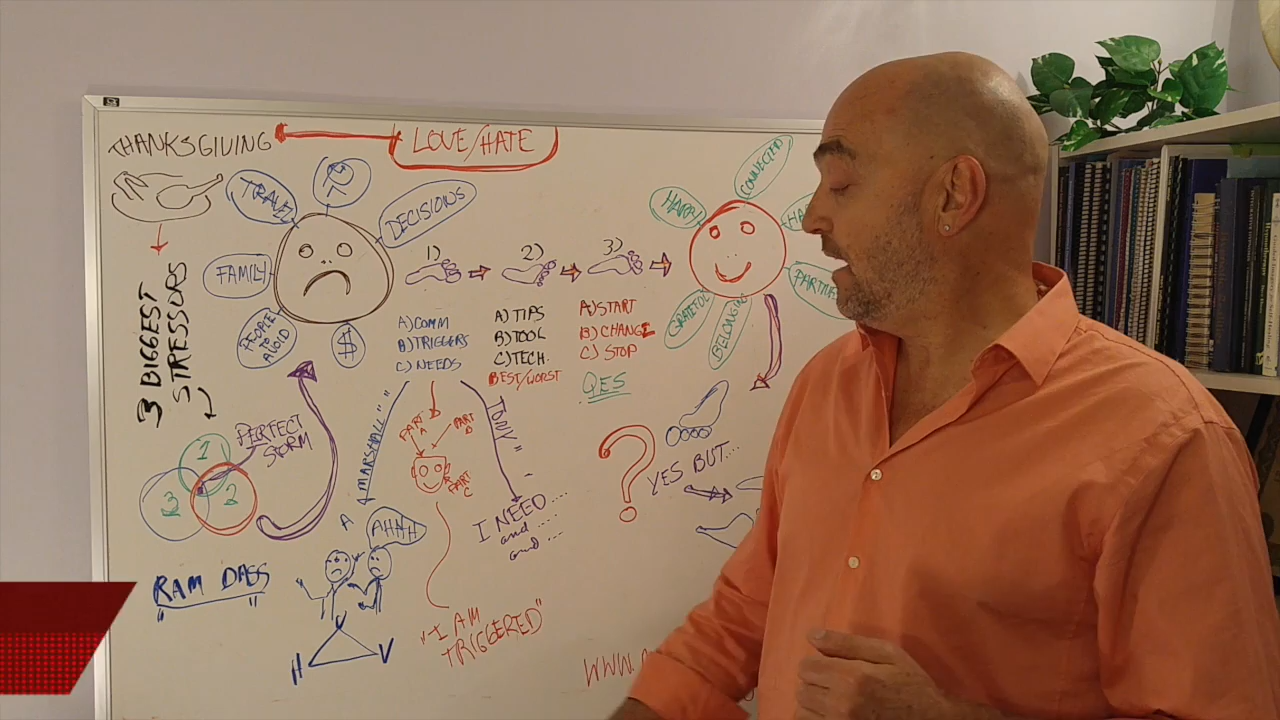 THANKSGIVING
LOVE/HATE
TRAVEL
DECISIONS
FAMILY
PEOPLE
TO
AVOID
$
3 BIGGEST
STRESSORS
1
2
3
PERFECT
STORM
"RAM DASS"
1)
2)
3)
A) COMM
B) TRIGGERS
C) NEEDS
A) TIPS
B) TOOL
C) TECH.
BEST/WORST
A) START
B) CHANGE
C) STOP
QES
"MARSHALL"
PART
A
PART
B
PART
C
"TONY"
I NEED....
and ....
and ...
AHHH
A
V
H
V
"I AM
TRIGGERED"
HAPPY
CONNECTED
GRATEFUL
BELONGING
?
YES BUT....
WWW.